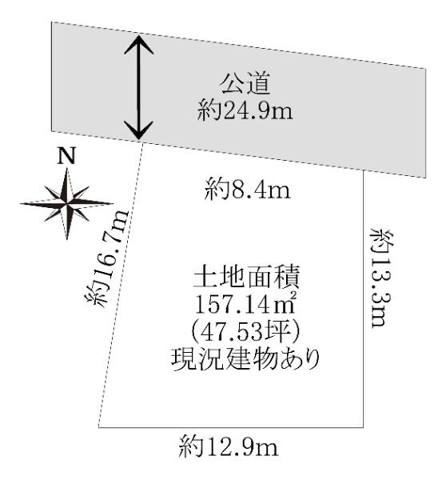 公道
約24.9m
N
約8.4m
約16.7m
約13.3m
土地面積
157.14㎡
(47.53坪)
現況建物あり
約12.9m